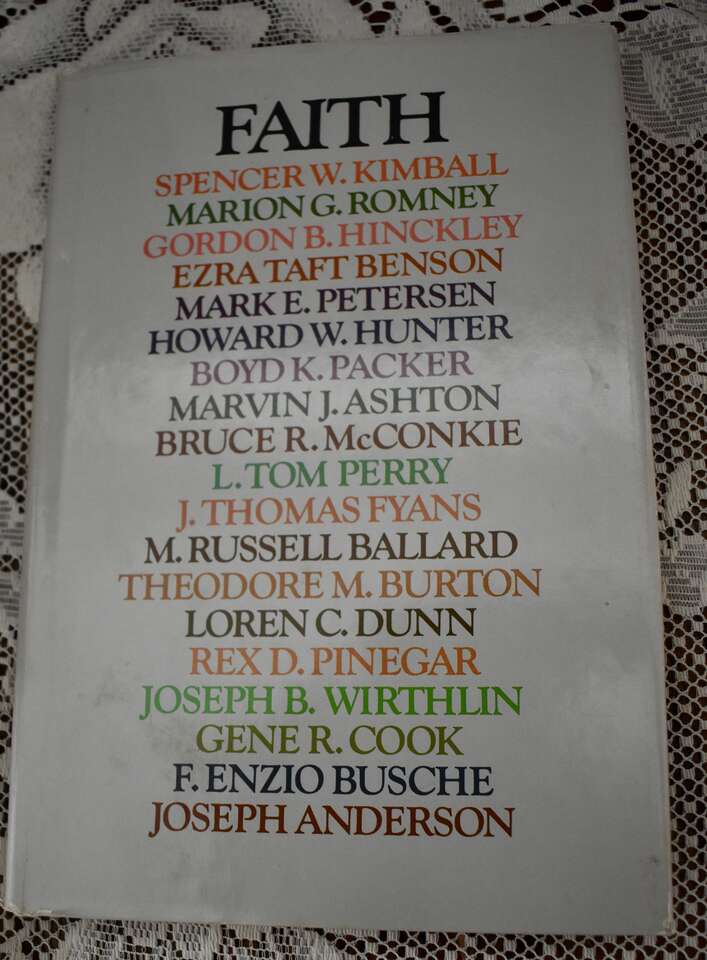 FAITH
SPENCER W. KIMBALL
MARION G. ROMNEY
GORDON B. HINCKLEY
EZRA TAFT BENSON
MARK E. PETERSEN
HOWARD W. HUNTER
BOYD K. PACKER
MARVIN J. ASHTON
BRUCE R. McCONKIE
L. TOM PERRY
J. THOMAS FYANS
M. RUSSELL BALLARD
THEODORE M. BURTON
LOREN C. DUNN
REX D. PINEGAR
JOSEPH B. WIRTHLIN
GENE R. COOK
F. ENZIO BUSCHE
JOSEPH ANDERSON